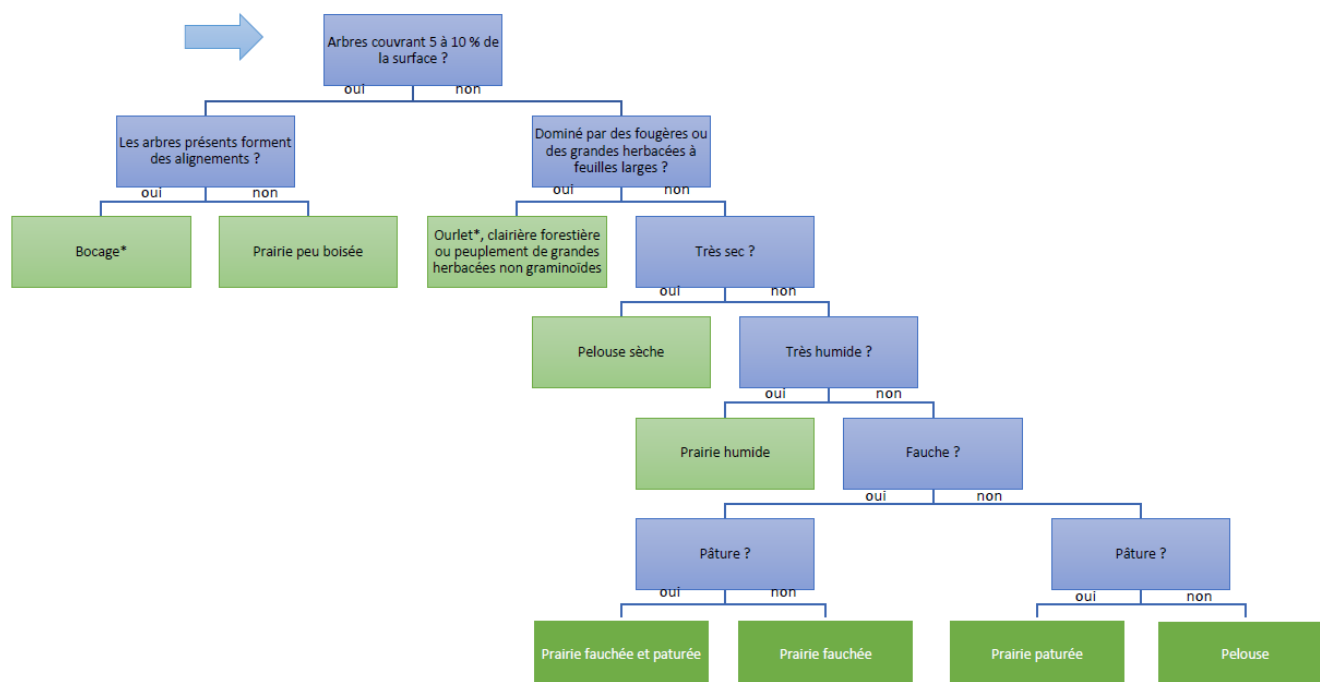 Arbres couvrant 5 à 10 % de
la surface ?
oui
non
Les arbres présents forment
des alignements ?
Dominé par des fougères ou
des grandes herbacées à
feuilles larges ?
oui
non
oui
non
Bocage*
Prairie peu boisée
Ourlet*, clairière forestière
ou peuplement de grandes
herbacées non graminoïdes
Très sec ?
oui
non
Pelouse sèche
Très humide ?
oui
non
Prairie humide
Fauche ?
oui
non
Pâture ?
Pâture ?
oui
non
oui
non
Prairie fauchée et paturée
Prairie fauchée
Prairie paturée
Pelouse